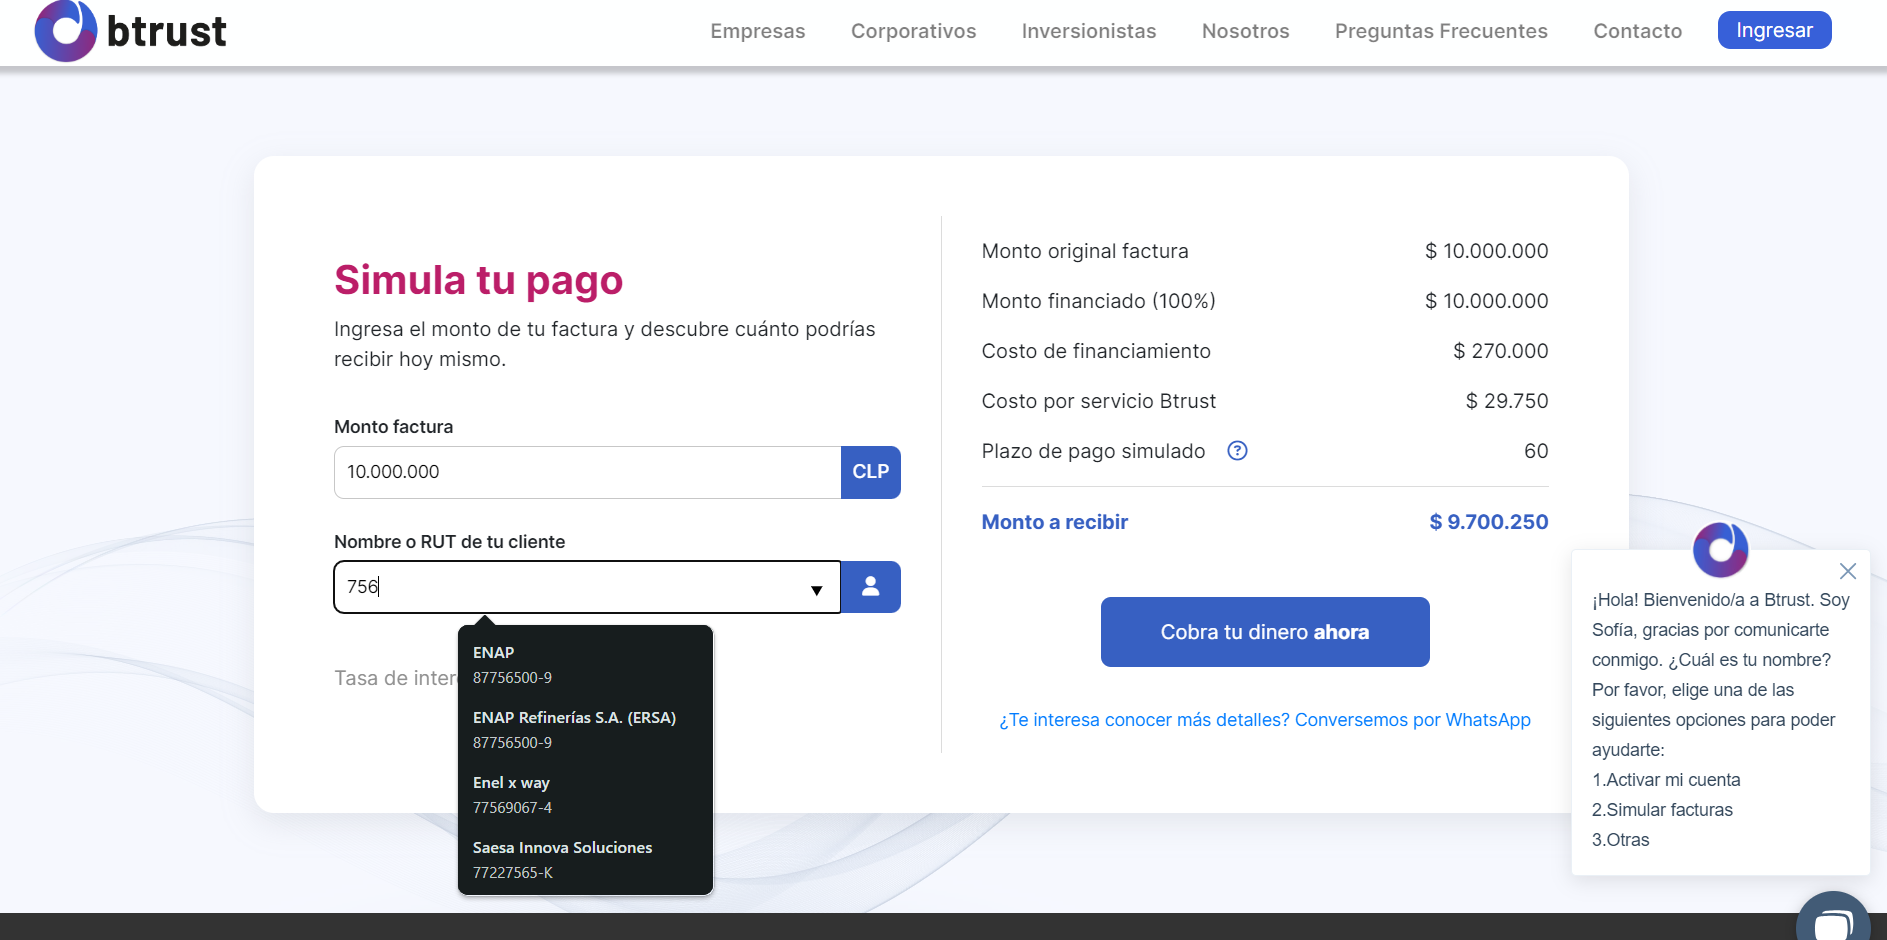 btrust
Empresas
Corporativos
Inversionistas
Nosotros
Preguntas Frecuentes
Contacto
Ingresar
Simula tu pago
Ingresa el monto de tu factura y descubre cuánto podrías
recibir hoy mismo.
Monto factura
10.000.000
CLP
Nombre o RUT de tu cliente
756
ENAP
87756500-9
ENAP Refinerías S.A. (ERSA)
87756500-9
Enel x way
77569067-4
Saesa Innova Soluciones
77227565-K
Tasa de inter
Monto original factura $ 10.000.000
Monto financiado (100%) $ 10.000.000
Costo de financiamiento $ 270.000
Costo por servicio Btrust $ 29.750
Plazo de pago simulado ? 60
Monto a recibir $ 9.700.250
Cobra tu dinero ahora
¿Te interesa conocer más detalles? Conversemos por WhatsApp
¡Hola! Bienvenido/a a Btrust. Soy
Sofía, gracias por comunicarte
conmigo. ¿Cuál es tu nombre?
Por favor, elige una de las
siguientes opciones para poder
ayudarte:
1.Activar mi cuenta
2.Simular facturas
3.Otras